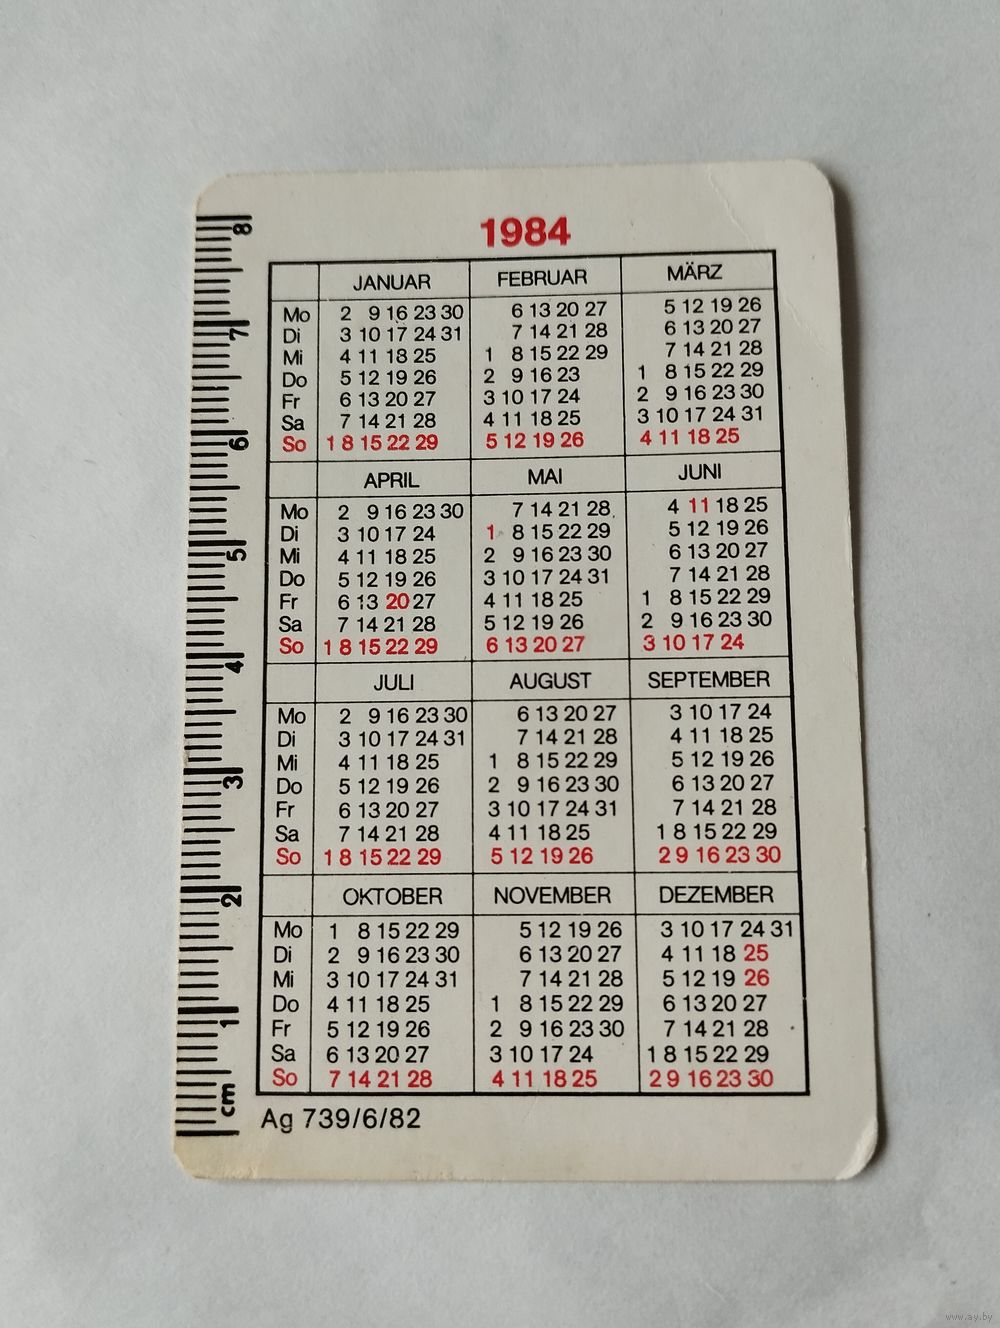 1984
JANUAR FEBRUAR MÄRZ
Mo 2 9 16 23 30 6 13 20 27 5 12 19 26
Di 3 10 17 24 31 7 14 21 28 6 13 20 27
Mi 4 11 18 25 1 8 15 22 29 7 14 21 28
Do 5 12 19 26 2 9 16 23 1 8 15 22 29
Fr 6 13 20 27 3 10 17 24 2 9 16 23 30
Sa 7 14 21 28 4 11 18 25 3 10 17 24 31
So 1 8 15 22 29 5 12 19 26 4 11 18 25
APRIL MAI JUNI
Mo 2 9 16 23 30 7 14 21 28 4 11 18 25
Di 3 10 17 24 1 8 15 22 29 5 12 19 26
Mi 4 11 18 25 2 9 16 23 30 6 13 20 27
Do 5 12 19 26 3 10 17 24 31 7 14 21 28
Fr 6 13 20 27 4 11 18 25 1 8 15 22 29
Sa 7 14 21 28 5 12 19 26 2 9 16 23 30
So 1 8 15 22 29 6 13 20 27 3 10 17 24
JULI AUGUST SEPTEMBER
Mo 2 9 16 23 30 6 13 20 27 3 10 17 24
Di 3 10 17 24 31 7 14 21 28 4 11 18 25
Mi 4 11 18 25 1 8 15 22 29 5 12 19 26
Do 5 12 19 26 2 9 16 23 30 6 13 20 27
Fr 6 13 20 27 3 10 17 24 31 7 14 21 28
Sa 7 14 21 28 4 11 18 25 1 8 15 22 29
So 1 8 15 22 29 5 12 19 26 2 9 16 23 30
OKTOBER NOVEMBER DEZEMBER
Mo 1 8 15 22 29 5 12 19 26 3 10 17 24 31
Di 2 9 16 23 30 6 13 20 27 4 11 18 25
Mi 3 10 17 24 31 7 14 21 28 5 12 19 26
Do 4 11 18 25 1 8 15 22 29 6 13 20 27
Fr 5 12 19 26 2 9 16 23 30 7 14 21 28
Sa 6 13 20 27 3 10 17 24 1 8 15 22 29
So 7 14 21 28 4 11 18 25 2 9 16 23 30
Ag 739/6/82
cm 1 2 3 4 5 6 7 8
www.ay.by